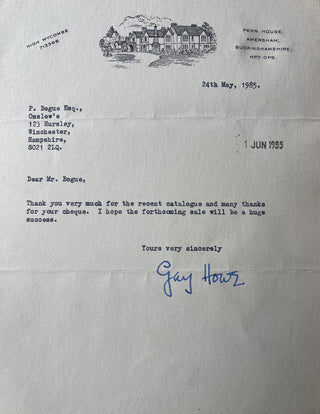 HIGH WYCOMBE
713366
PENN HOUSE,
AMERSHAM,
BUCKINGHAMSHIRE,
HP7 OPS.
24th May, 1985.
P. Bogue Esq.,
Onslow's
123 Hursley,
Winchester,
Hampshire,
SO21 2LQ.
1 JUN 1985
Dear Mr. Bogue,
Thank you very much for the recent catalogue and many thanks
for your cheque. I hope the forthcoming sale will be a huge
success.
Yours very sincerely
Gay Howe